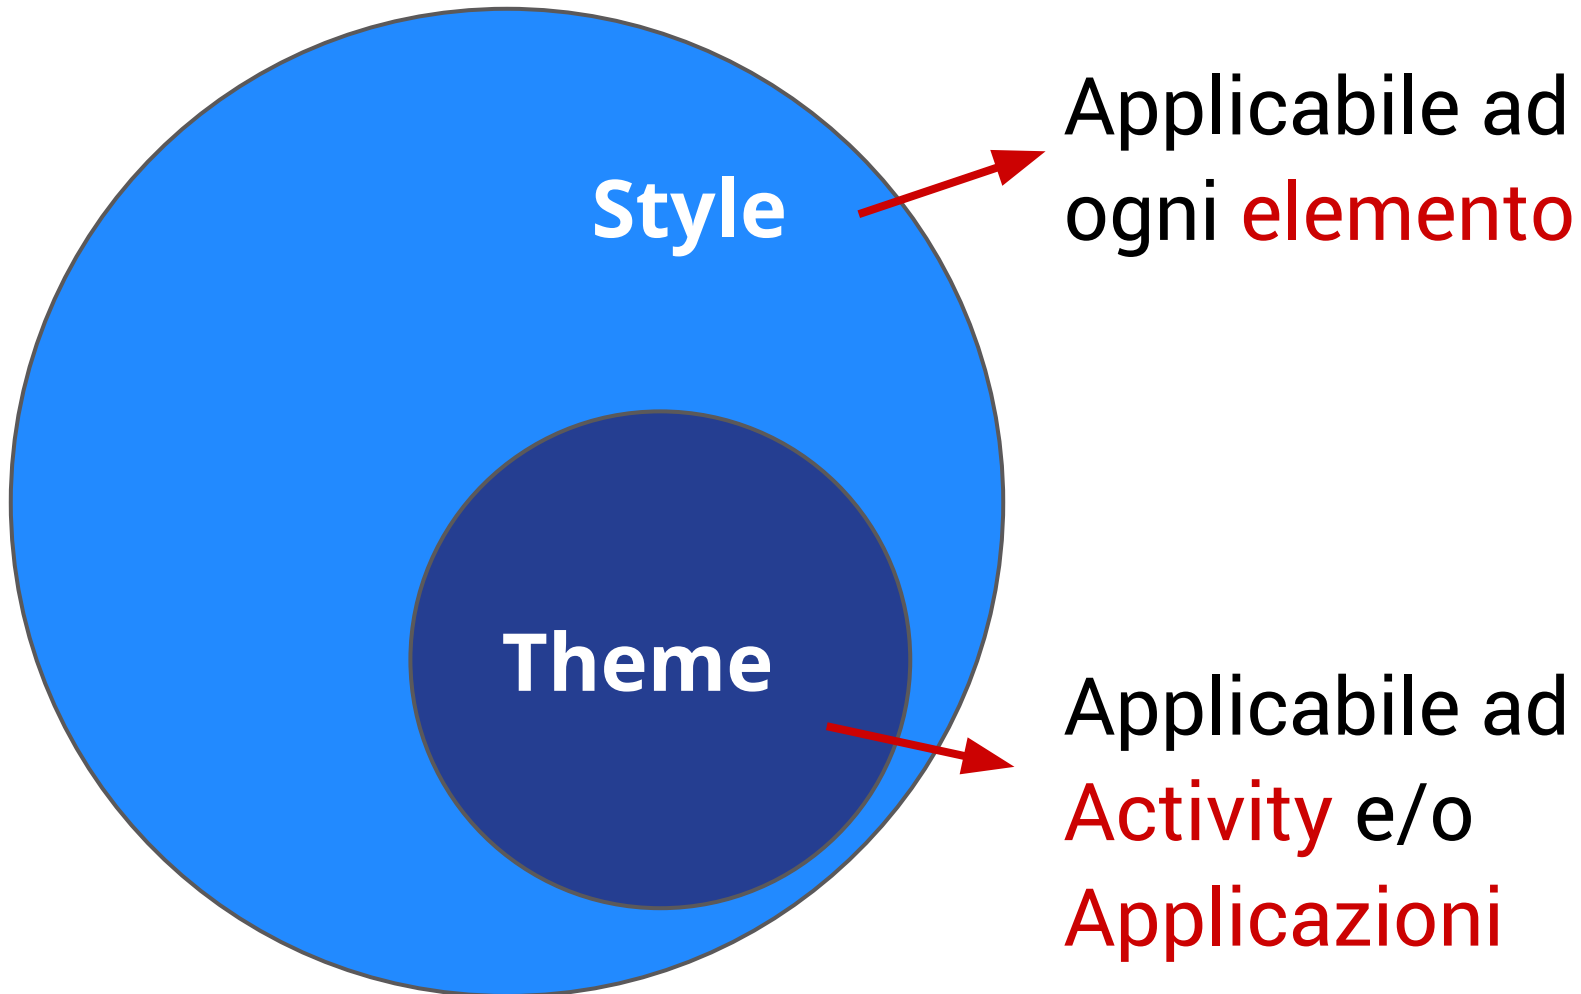 Applicabile ad
ogni elemento
Style
Theme
Applicabile ad
Activity e/o
Applicazioni